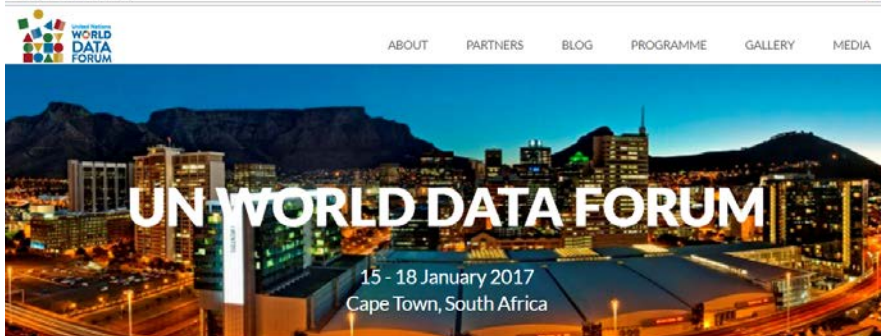 United Nations
WORLD
DATA
FORUM
ABOUT PARTNERS BLOG PROGRAMME GALLERY MEDIA
UN WORLD DATA FORUM
15 - 18 January 2017
Cape Town, South Africa